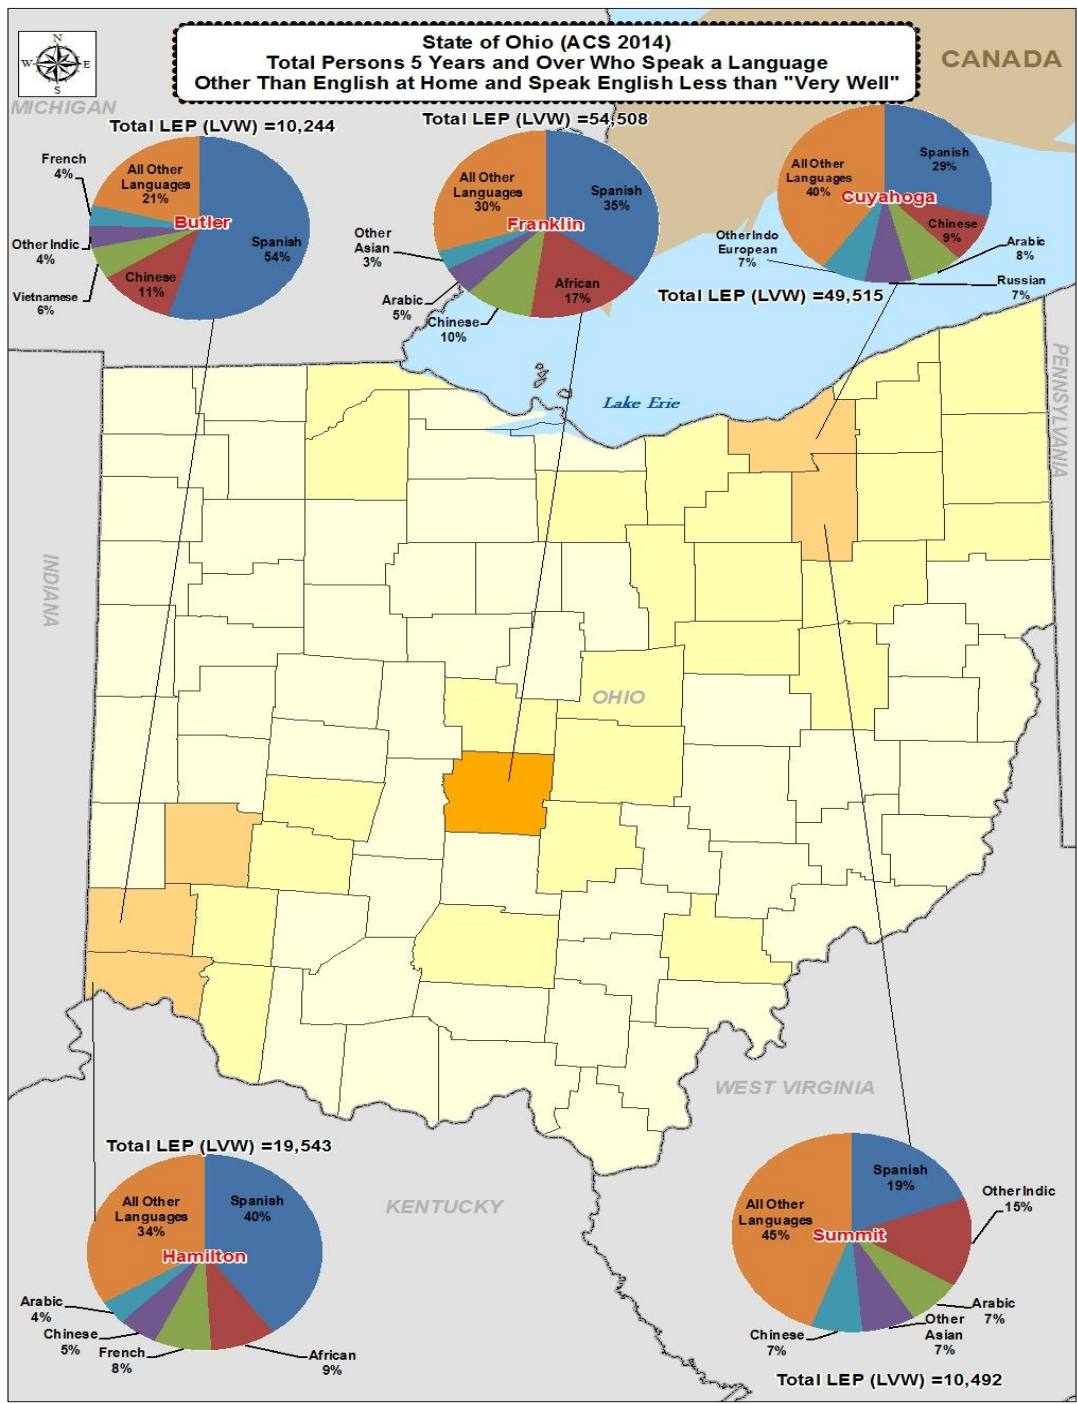 State of Ohio (ACS 2014)
Total Persons 5 Years and Over Who Speak a Language
Other Than English at Home and Speak English Less than "Very Well"
N
W
E
S
CANADA
MICHIGAN
Total LEP (LVW) =10,244
French
4%
All Other
Languages
21%
Butler
Spanish
54%
Other Indic
4%
Chinese
11%
Vietnamese
6%
Total LEP (LVW) =54,508
All Other
Languages
30%
Spanish
35%
Franklin
Other
Asian
3%
African
17%
Arabic
5%
Chinese
10%
All Other
Languages
40%
Spanish
29%
Cuyahoga
Chinese
9%
Other Indo
European
7%
Arabic
8%
Russian
7%
Total LEP (LVW) =49,515
Lake Erie
PENNSYLVANIA
INDIANA
OHIO
WEST VIRGINIA
KENTUCKY
Total LEP (LVW) =19,543
All Other
Languages
34%
Spanish
40%
Hamilton
Arabic
4%
Chinese
5%
French
8%
African
9%
Spanish
19%
Other Indic
15%
All Other
Languages
45%
Summit
Arabic
7%
Other
Asian
7%
Chinese
7%
Total LEP (LVW) =10,492